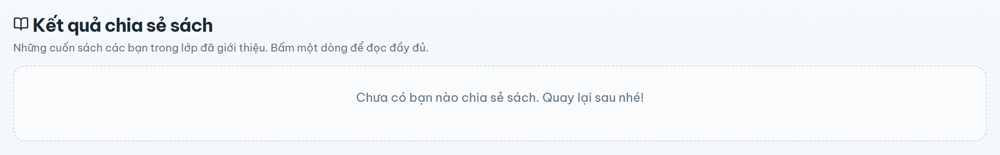 Kết quả chia sẻ sách
Những cuốn sách các bạn trong lớp đã giới thiệu. Bấm một dòng để đọc đầy đủ.
Chưa có bạn nào chia sẻ sách. Quay lại sau nhé!